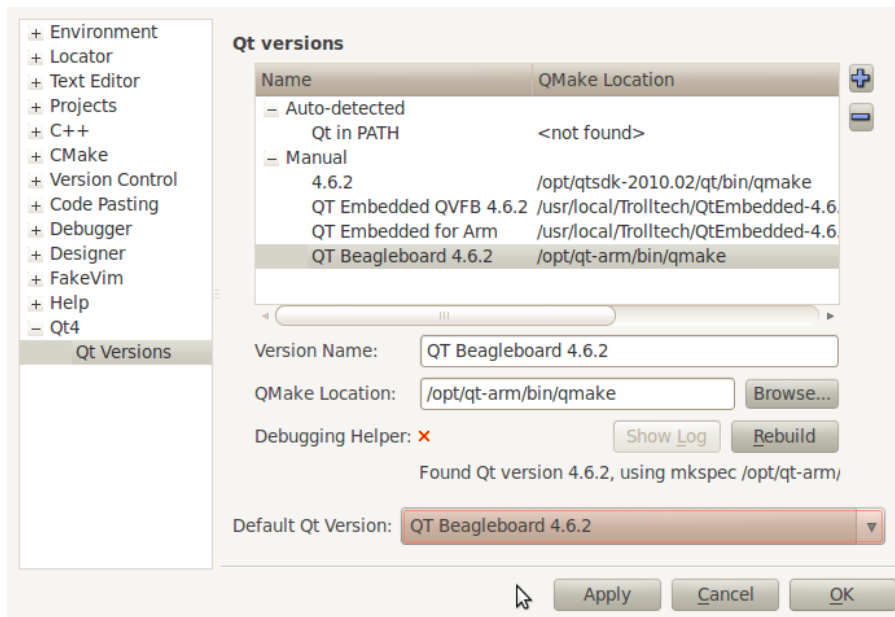 Environment
Locator
Text Editor
Projects
C++
CMake
Version Control
Code Pasting
Debugger
Designer
FakeVim
Help
Qt4
Qt Versions
Qt versions
Name QMake Location
Auto-detected
Qt in PATH <not found>
Manual
4.6.2 /opt/qtsdk-2010.02/qt/bin/qmake
QT Embedded QVFB 4.6.2 /usr/local/Trolltech/QtEmbedded-4.6.
QT Embedded for Arm /usr/local/Trolltech/QtEmbedded-4.6.
QT Beagleboard 4.6.2 /opt/qt-arm/bin/qmake
Version Name: QT Beagleboard 4.6.2
QMake Location: /opt/qt-arm/bin/qmake Browse...
Debugging Helper: Show Log Rebuild
Found Qt version 4.6.2, using mkspec /opt/qt-arm/
Default Qt Version: QT Beagleboard 4.6.2
Apply Cancel OK